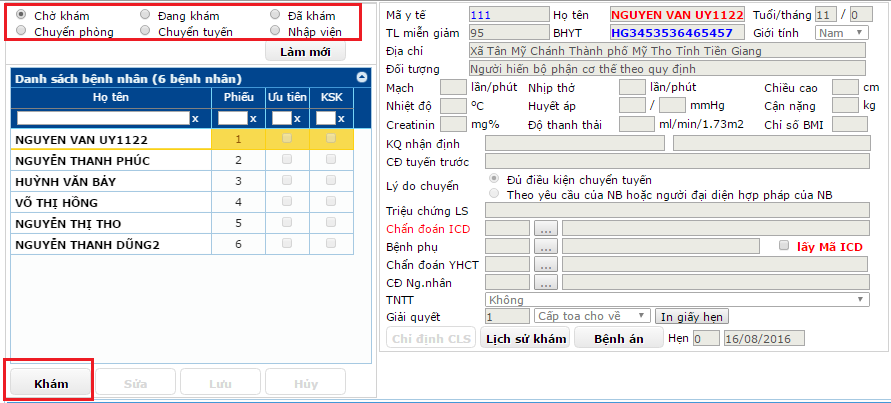 Chờ khám Đang khám Đã khám
Chuyển phòng Chuyển tuyến Nhập viện
Làm mới
Danh sách bệnh nhân (6 bệnh nhân)
Họ tên Phiếu Ưu tiên KSK
x x x x
NGUYEN VAN UY1122 1
NGUYỄN THANH PHÚC 2
HUỲNH VĂN BẢY 3
VÕ THỊ HỒNG 4
NGUYỄN THỊ THO 5
NGUYỄN THANH DŨNG2 6
Khám Sửa Lưu Hủy
Mã y tế 111 Họ tên NGUYEN VAN UY1122 Tuổi/tháng 11 / 0
TL miễn giảm 95 BHYT HG3453536465457 Giới tính Nam
Địa chỉ Xã Tân Mỹ Chánh Thành phố Mỹ Tho Tỉnh Tiền Giang
Đối tượng Người hiến bộ phận cơ thể theo quy định
Mạch lần/phút Nhịp thở lần/phút Chiều cao cm
Nhiệt độ ºC Huyết áp / mmHg Cận nặng kg
Creatinin mg% Độ thanh thải ml/min/1.73m2 Chỉ số BMI
KQ nhận định
CĐ tuyến trước
Lý do chuyển Đủ điều kiện chuyển tuyến
Theo yêu cầu của NB hoặc người đại diện hợp pháp của NB
Triệu chứng LS
Chẩn đoán ICD ...
Bệnh phụ ... lấy Mã ICD
Chẩn đoán YHCT ...
CĐ Ng.nhân ...
TNTT Không
Giải quyết 1 Cấp toa cho về In giấy hẹn
Chỉ định CLS Lịch sử khám Bệnh án Hẹn 0 16/08/2016